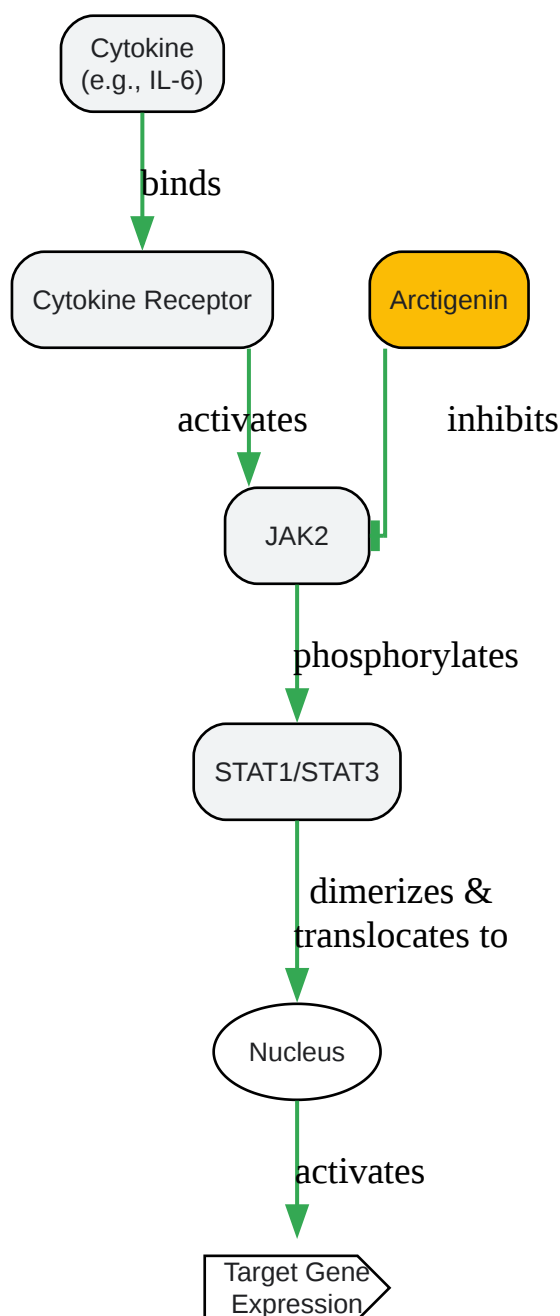 Cytokine
(e.g., IL-6)
binds
Cytokine Receptor
Arctigenin
activates
inhibits
JAK2
phosphorylates
STAT1/STAT3
dimerizes &
translocates to
Nucleus
activates
Target Gene
Expression